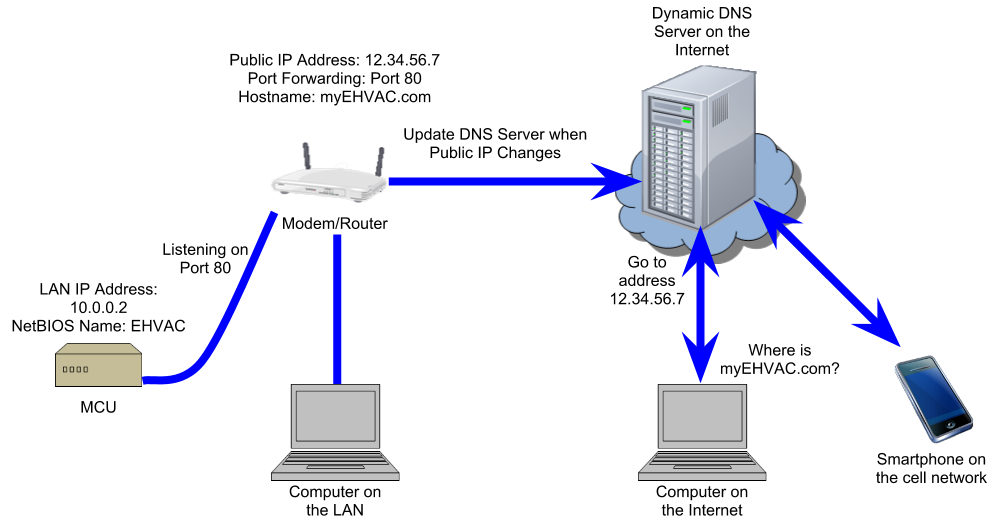 Dynamic DNS
Server on the
Internet
Public IP Address: 12.34.56.7
Port Forwarding: Port 80
Hostname: myEHVAC.com
Update DNS Server when
Public IP Changes
Modem/Router
Listening on
Port 80
Go to
address
12.34.56.7
LAN IP Address:
10.0.0.2
NetBIOS Name: EHVAC
Where is
myEHVAC.com?
MCU
Computer on
the LAN
Computer on
the Internet
Smartphone on
the cell network